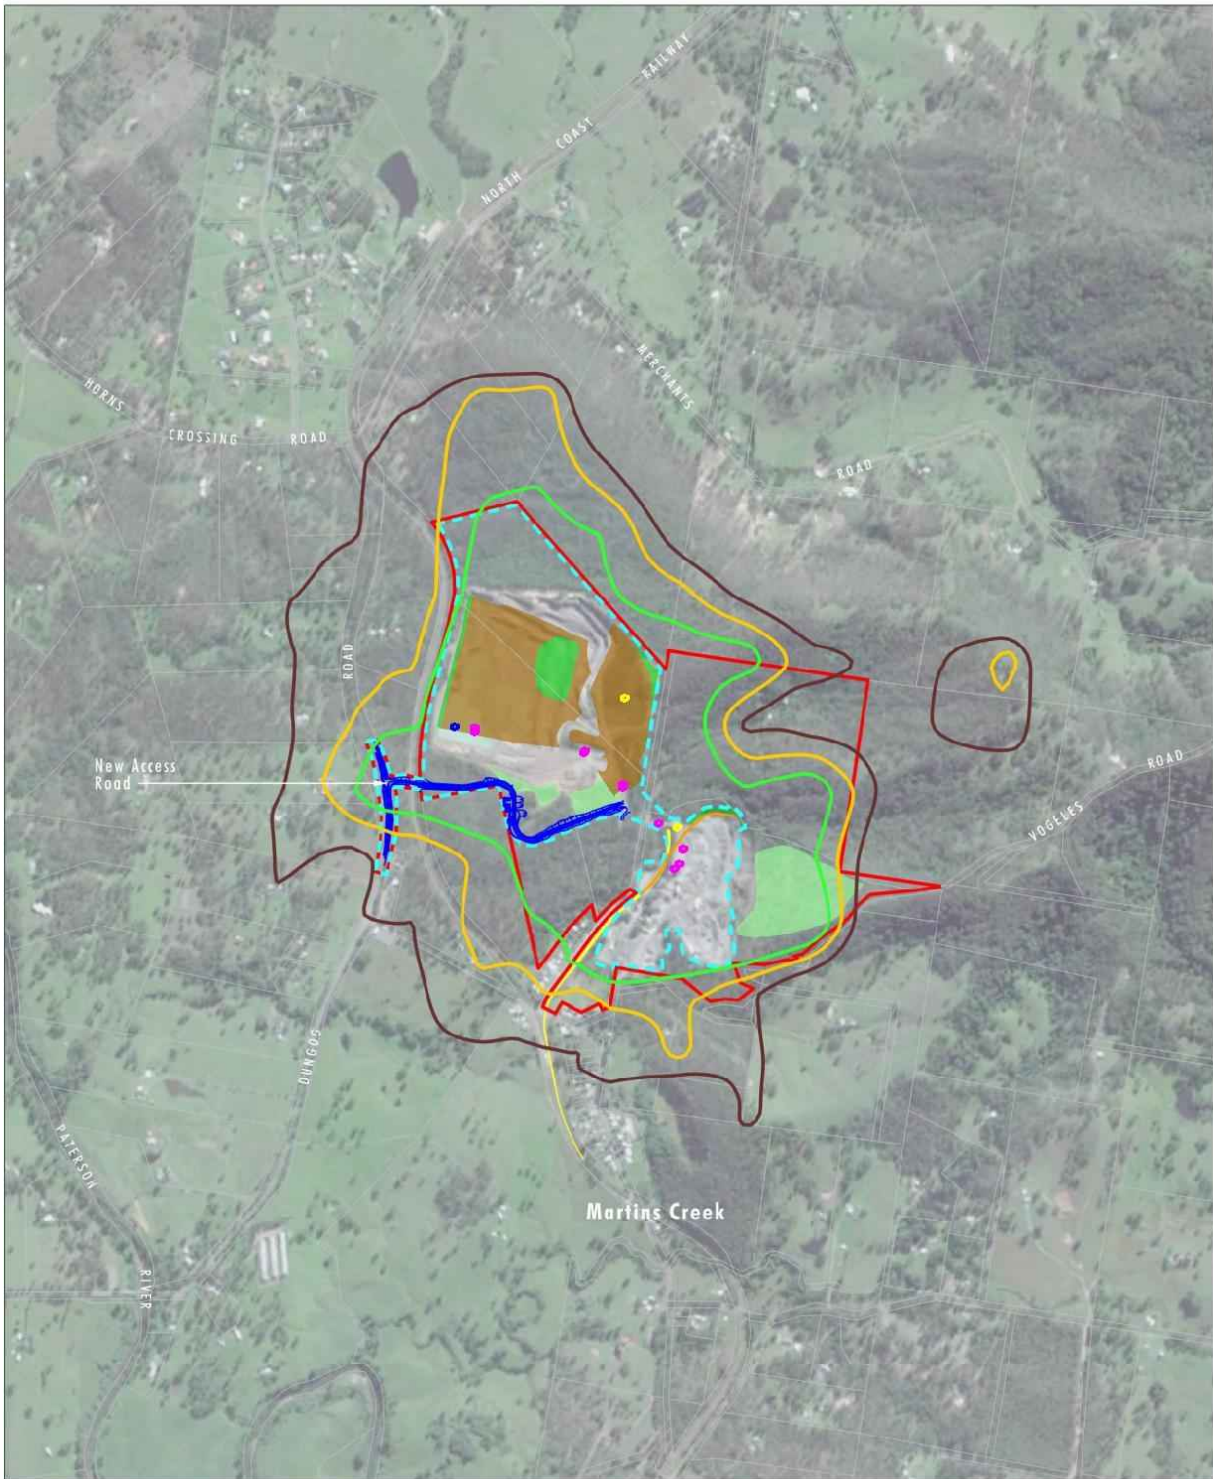 RAILWAY
COAST
NORTH
MERCHANTS
ROAD
HORNS
CROSSING ROAD
ROAD
New Access
Road
ROAD
VOGELES
DUNGOG
PATERSON
RIVER
Martins Creek